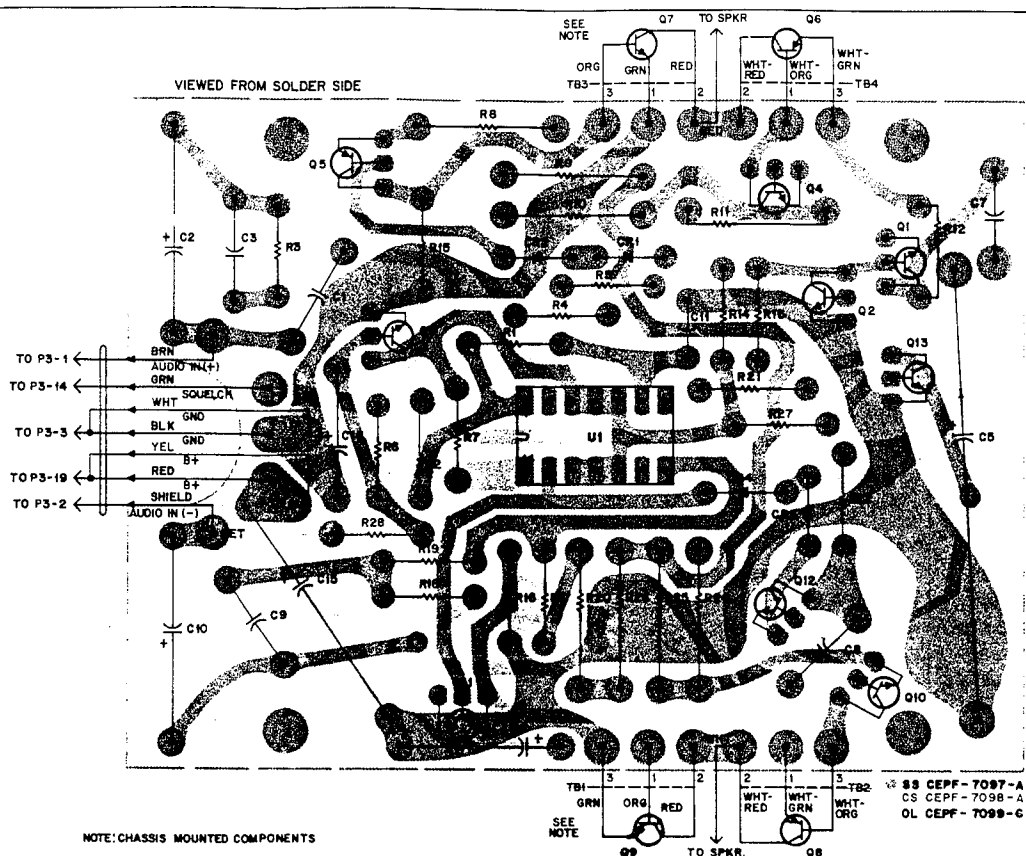 SEE NOTE
Q7
TO SPKR
Q6
ORG
GRN
RED
WHT-RED
WHT-ORG
WHT-GRN
TB3
3
1
2
2
1
3
TB4
VIEWED FROM SOLDER SIDE
R8
Q5
RED
Q4
R11
C7
C2
C3
R3
R15
Q1
R12
Q2
R4
C11
R14
R1
Q13
TO P3-1
BRN
AUDIO IN (+)
TO P3-14
GRN
SQUELCH
WHT
GND
TO P3-3
BLK
GND
YEL
B+
TO P3-19
RED
B+
TO P3-2
SHIELD
AUDIO IN (-)
R21
R27
R6
R7
U1
C5
R28
R19
R16
Q12
C15
C9
C10
C8
Q10
3
1
2
2
1
3
TB1
TB2
GRN
ORG
RED
WHT-RED
WHT-GRN
WHT-ORG
SEE NOTE
Q9
TO SPKR.
Q8
SS CEPF-7097-A
CS CEPF-7098-A
OL CEPF-7099-G
NOTE: CHASSIS MOUNTED COMPONENTS